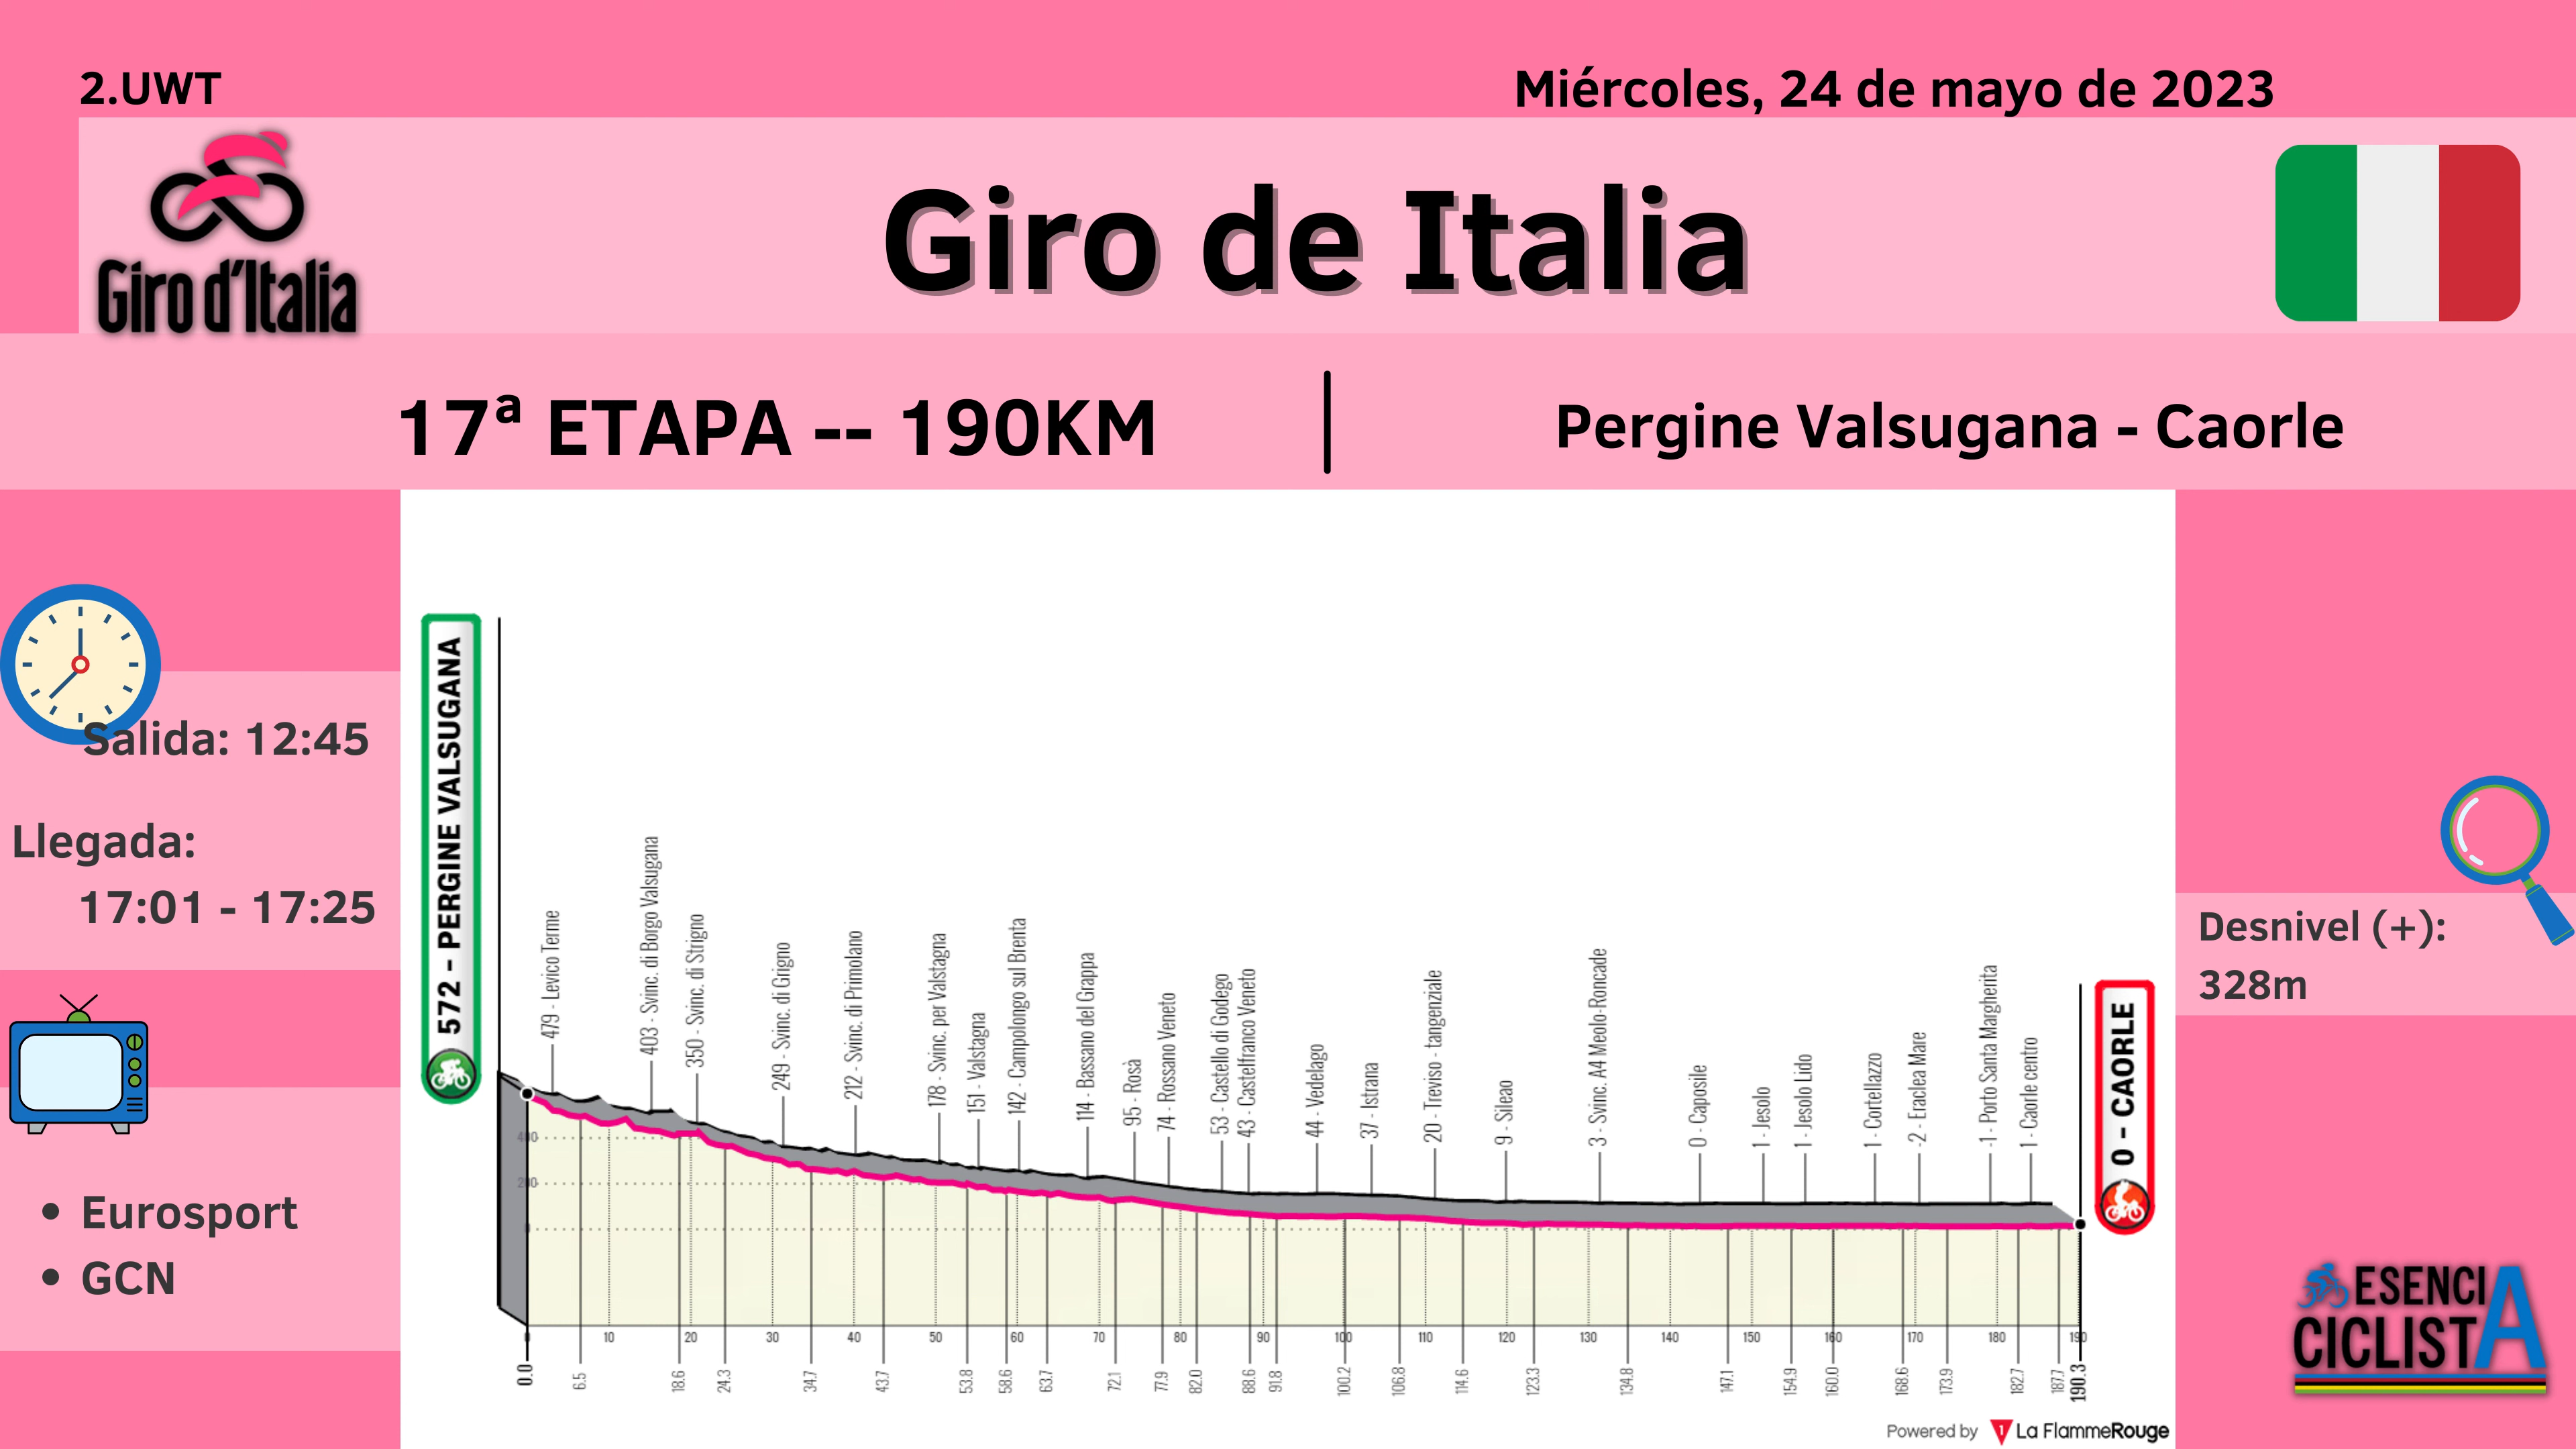 2.UWT
Miércoles, 24 de mayo de 2023
Giro d'Italia
Giro de Italia
17ª ETAPA -- 190KM
Pergine Valsugana - Caorle
Salida: 12:45
Llegada:
17:01 - 17:25
Eurosport
GCN
Desnivel (+):
328m
572 - PERGINE VALSUGANA
479 - Levico Terme
403 - Svinc. di Borgo Valsugana
350 - Svinc. di Strigno
249 - Svinc. di Grigno
212 - Svinc. di Primolano
178 - Svinc. per Valstagna
151 - Valstagna
142 - Campolongo sul Brenta
114 - Bassano del Grappa
95 - Rosà
74 - Rossano Veneto
53 - Castello di Godego
43 - Castelfranco Veneto
44 - Vedelago
37 - Istrana
20 - Treviso - tangenziale
9 - Sileao
3 - Svinc. A4 Meolo-Roncade
0 - Caposile
1 - Jesolo
1 - Jesolo Lido
1 - Cortellazzo
-2 - Eraclea Mare
-1 - Porto Santa Margherita
1 - Caorle centro
0 - CAORLE
400
200
0
0 10 20 30 40 50 60 70 80 90 100 110 120 130 140 150 160 170 180 190
0.0 6.5 18.6 24.3 34.7 43.7 53.8 58.6 63.7 72.1 77.9 82.0 88.6 91.8 100.2 106.8 114.6 123.3 134.8 147.1 154.9 160.0 168.6 173.9 182.7 187.7 190.3
ESENCI
CICLISTA
Powered by 1 La FlammeRouge